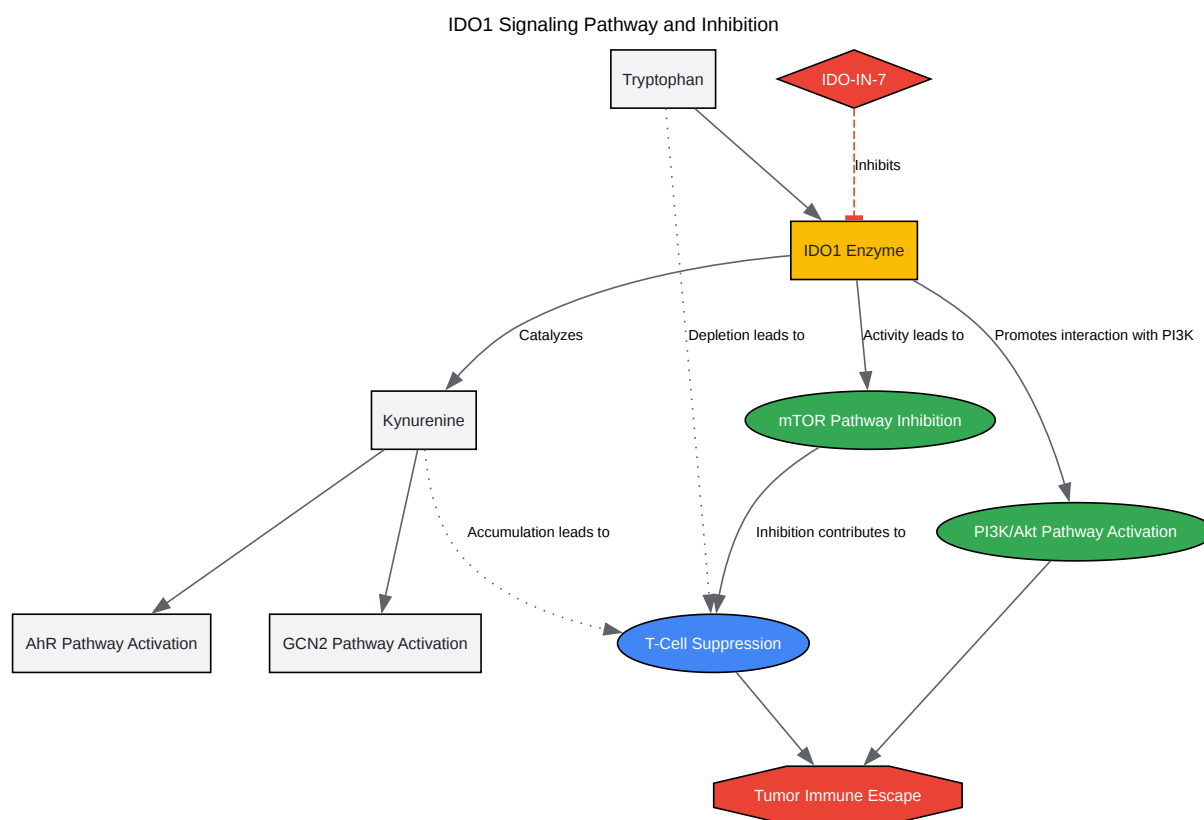 IDO1 Signaling Pathway and Inhibition
Tryptophan
IDO-IN-7
Inhibits
IDO1 Enzyme
Catalyzes
Depletion leads to
Activity leads to
Promotes interaction with PI3K
Kynurenine
mTOR Pathway Inhibition
Accumulation leads to
Inhibition contributes to
PI3K/Akt Pathway Activation
AhR Pathway Activation
GCN2 Pathway Activation
T-Cell Suppression
Tumor Immune Escape